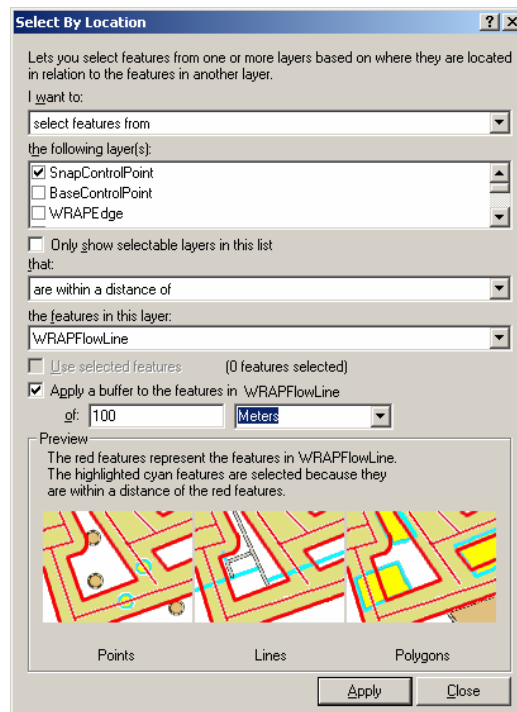 Select By Location
Lets you select features from one or more layers based on where they are located
in relation to the features in another layer.
I want to:
select features from
the following layer(s):
SnapControlPoint
BaseControlPoint
WRAPEdge
Only show selectable layers in this list
that:
are within a distance of
the features in this layer:
WRAPFlowLine
Use selected features (0 features selected)
Apply a buffer to the features in WRAPFlowLine
of: 100 Meters
Preview
The red features represent the features in WRAPFlowLine.
The highlighted cyan features are selected because they
are within a distance of the red features.
Points Lines Polygons
Apply Close